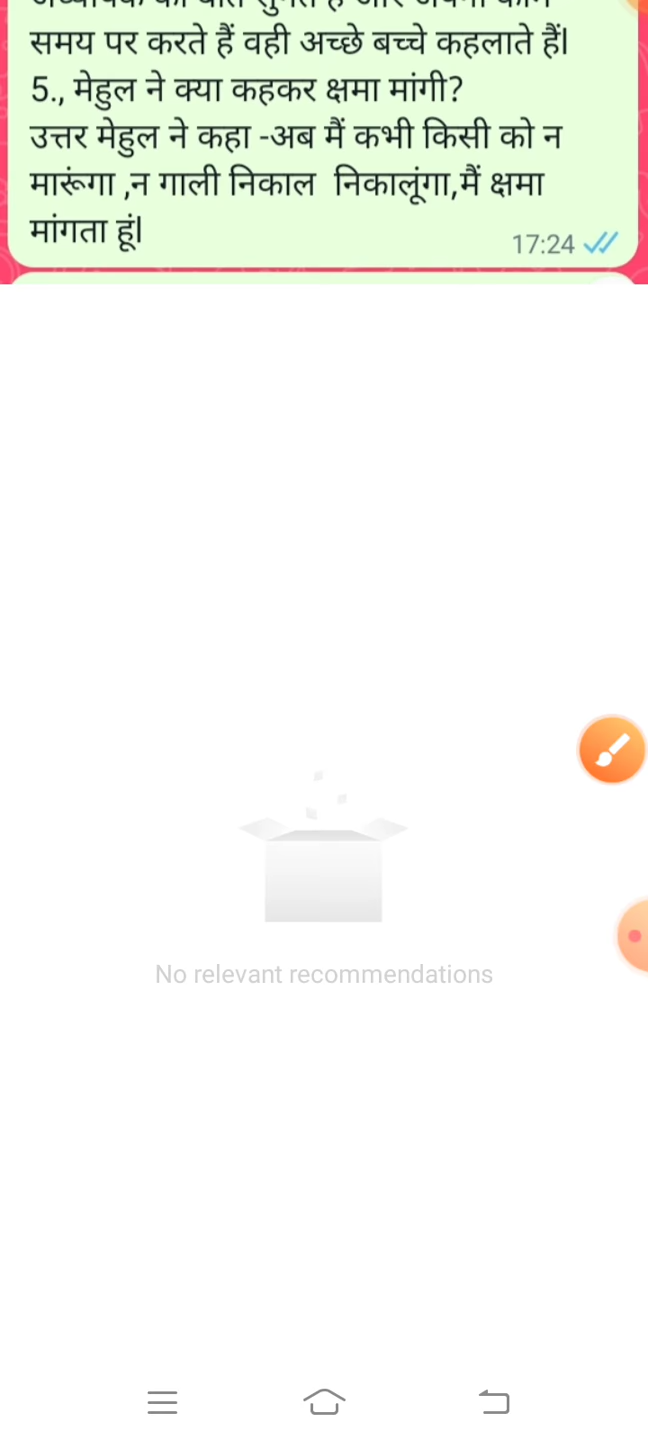 समय पर करते हैं वही अच्छे बच्चे कहलाते हैंl
5., मेहुल ने क्या कहकर क्षमा मांगी?
उत्तर मेहुल ने कहा -अब मैं कभी किसी को न
मारूंगा ,न गाली निकाल  निकालूंगा,मैं क्षमा
मांगता हूंl
17:24
No relevant recommendations